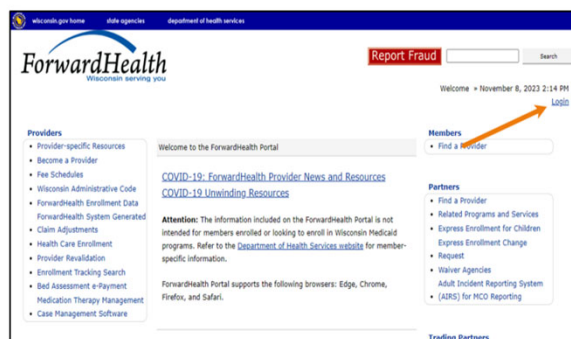 wisconsin.gov home state agencies department of health services
ForwardHealth
Wisconsin serving you
Report Fraud
Search
Welcome » November 8, 2023 2:14 PM
Login
Providers
• Provider-specific Resources
• Become a Provider
• Fee Schedules
• Wisconsin Administrative Code
• ForwardHealth Enrollment Data
ForwardHealth System Generated
• Claim Adjustments
• Health Care Enrollment
• Provider Revalidation
• Enrollment Tracking Search
• Bed Assessment e-Payment
Medication Therapy Management
• Case Management Software
Welcome to the ForwardHealth Portal
COVID-19: ForwardHealth Provider News and Resources
COVID-19 Unwinding Resources
Attention: The information included on the ForwardHealth Portal is not
intended for members enrolled or looking to enroll in Wisconsin Medicaid
programs. Refer to the Department of Health Services website for member-
specific information.
ForwardHealth Portal supports the following browsers: Edge, Chrome,
Firefox, and Safari.
Members
• Find a Provider
Partners
• Find a Provider
• Related Programs and Services
• Express Enrollment for Children
Express Enrollment Change
• Request
• Waiver Agencies
Adult Incident Reporting System
• (AIRS) for MCO Reporting
Trading Partners